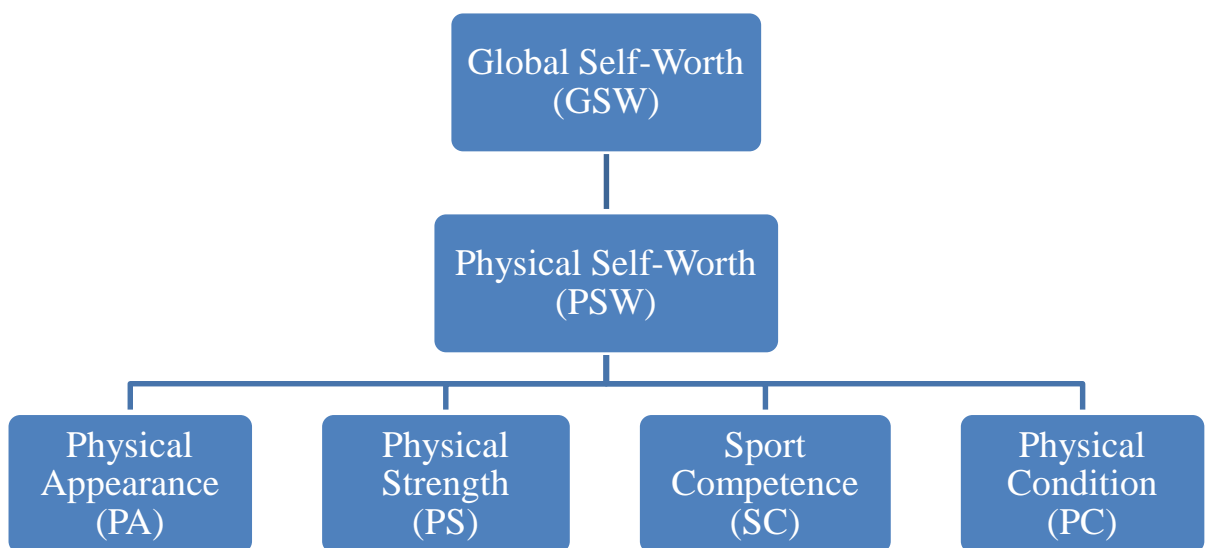 Global Self-Worth
(GSW)
Physical Self-Worth
(PSW)
Physical
Appearance
(PA)
Physical
Strength
(PS)
Sport
Competence
(SC)
Physical
Condition
(PC)